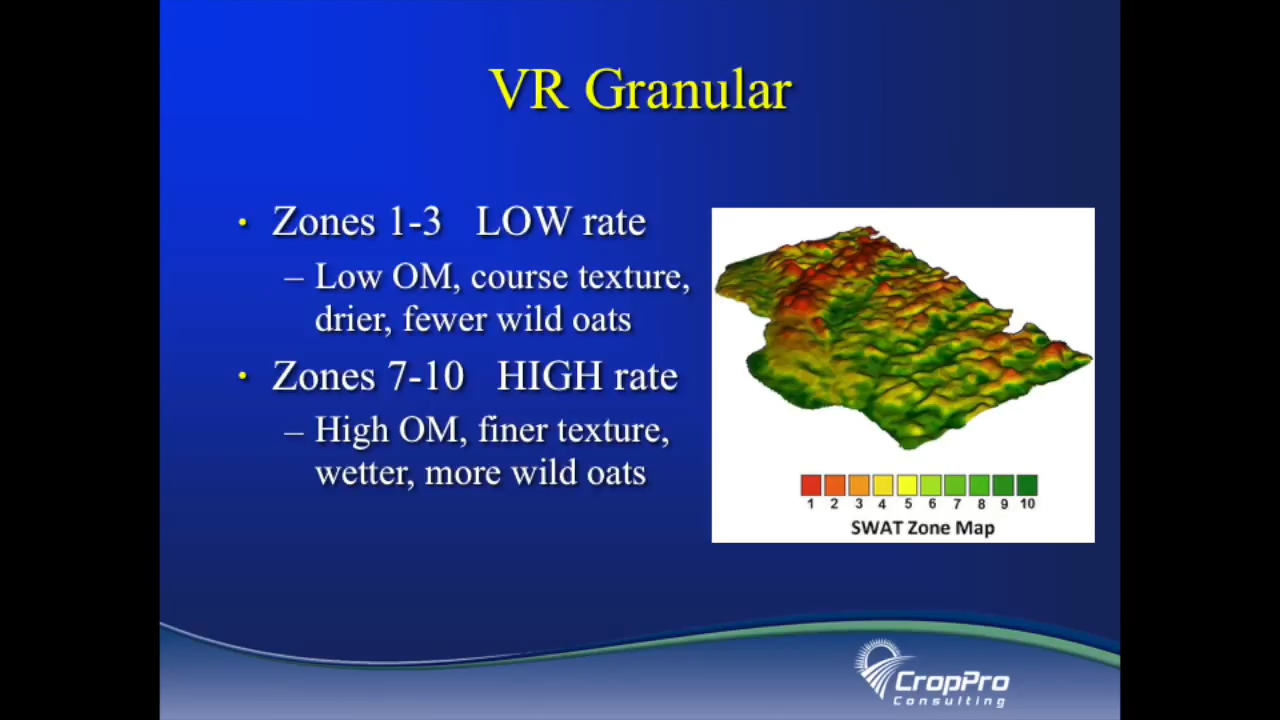 VR Granular
• Zones 1-3 LOW rate
– Low OM, course texture,
drier, fewer wild oats
• Zones 7-10 HIGH rate
– High OM, finer texture,
wetter, more wild oats
1 2 3 4 5 6 7 8 9 10
SWAT Zone Map
CropPro
Consulting